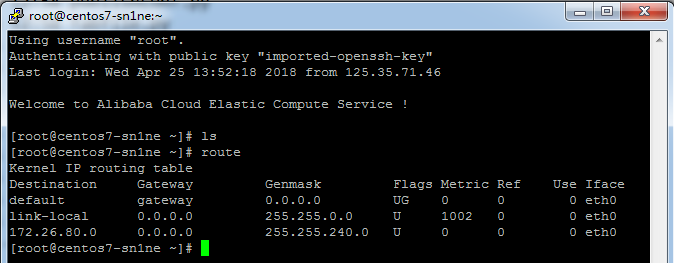 root@centos7-sn1ne:~
Using username "root".
Authenticating with public key "imported-openssh-key"
Last login: Wed Apr 25 13:52:18 2018 from 125.35.71.46
Welcome to Alibaba Cloud Elastic Compute Service !
[root@centos7-sn1ne ~]# ls
[root@centos7-sn1ne ~]# route
Kernel IP routing table
Destination     Gateway         Genmask         Flags Metric Ref    Use Iface
default         gateway         0.0.0.0         UG    0      0        0 eth0
link-local      0.0.0.0         255.255.0.0     U     1002   0        0 eth0
172.26.80.0     0.0.0.0         255.255.240.0   U     0      0        0 eth0
[root@centos7-sn1ne ~]#